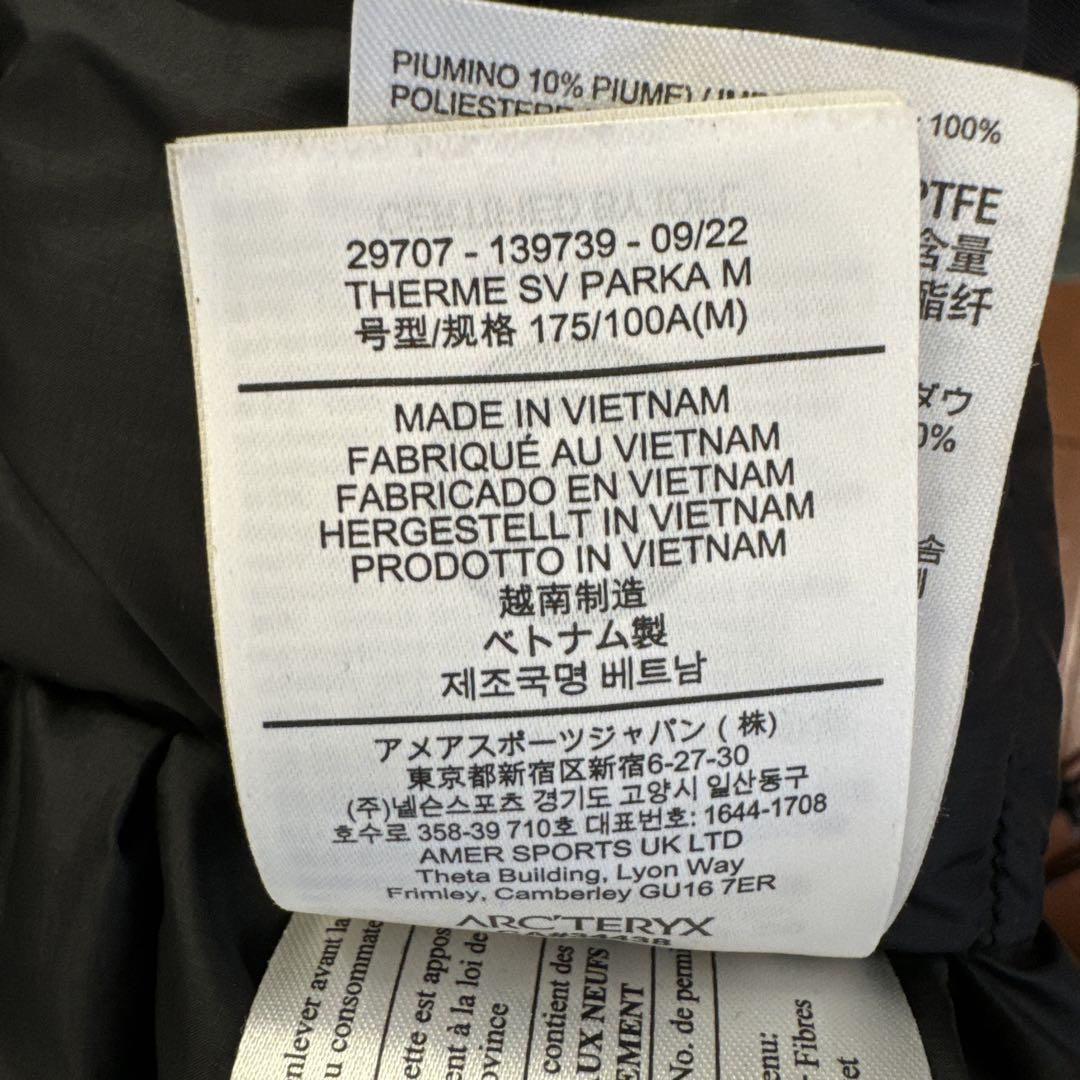 PIUMINO 10% PIUME) /
POLIESTERE
100%
PTFE
含量
酯纤
ダウ
0%
29707 - 139739 - 09/22
THERME SV PARKA M
号型/规格 175/100A(M)
MADE IN VIETNAM
FABRIQUÉ AU VIETNAM
FABRICADO EN VIETNAM
HERGESTELLT IN VIETNAM
PRODOTTO IN VIETNAM
越南制造
ベトナム製
제조국명 베트남
アメアスポーツジャパン ( 株)
東京都新宿区新宿6-27-30
(주)넬슨스포츠 경기도 고양시 일산동구
호수로 358-39 710호 대표번호: 1644-1708
AMER SPORTS UK LTD
Theta Building, Lyon Way
Frimley, Camberley GU16 7ER
ARC'TERYX
enlever avant la
u consommate
ette est appos
ent à la loi de
ovince
contient des
AUX NEUFS
EMENT
No. de permi
enu:
- Fibres
et